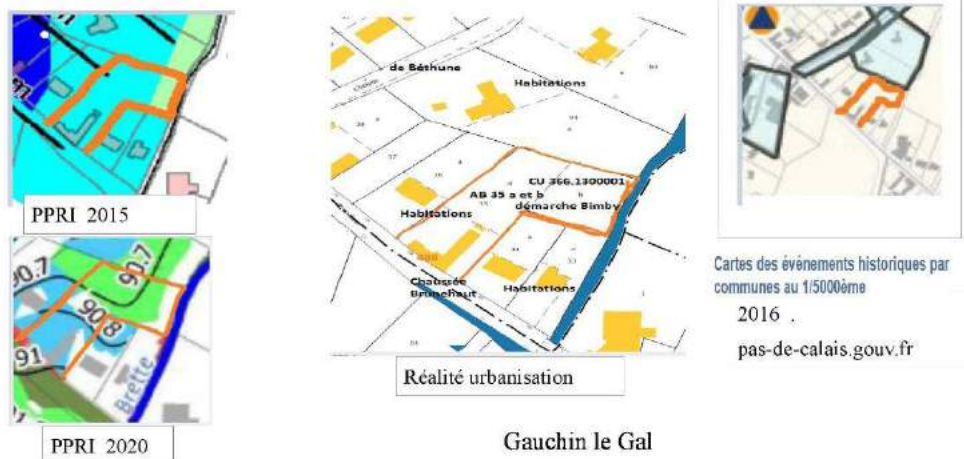 PPRI 2015
90.7
90.7
90.8
91
Brette
PPRI 2020
de Béthune
Habitations
CU 366.1300001
AB 35 a et b
démarche Bimby
Habitations
Chaussée
Brunehaut
Habitations
Réalité urbanisation
Cartes des événements historiques par
communes au 1/5000ème
2016 .
pas-de-calais.gouv.fr
Gauchin le Gal